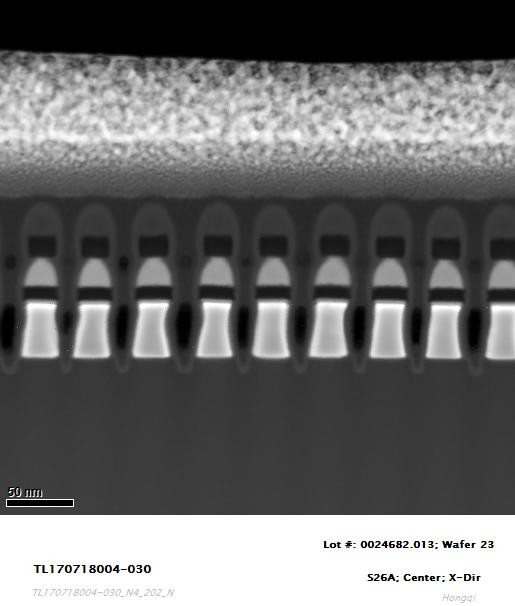 50 nm
Lot #: 0024682.013; Wafer 23
TL170718004-030
S26A; Center; X-Dir
TL170718004-030_N4_202_N
Hongqi